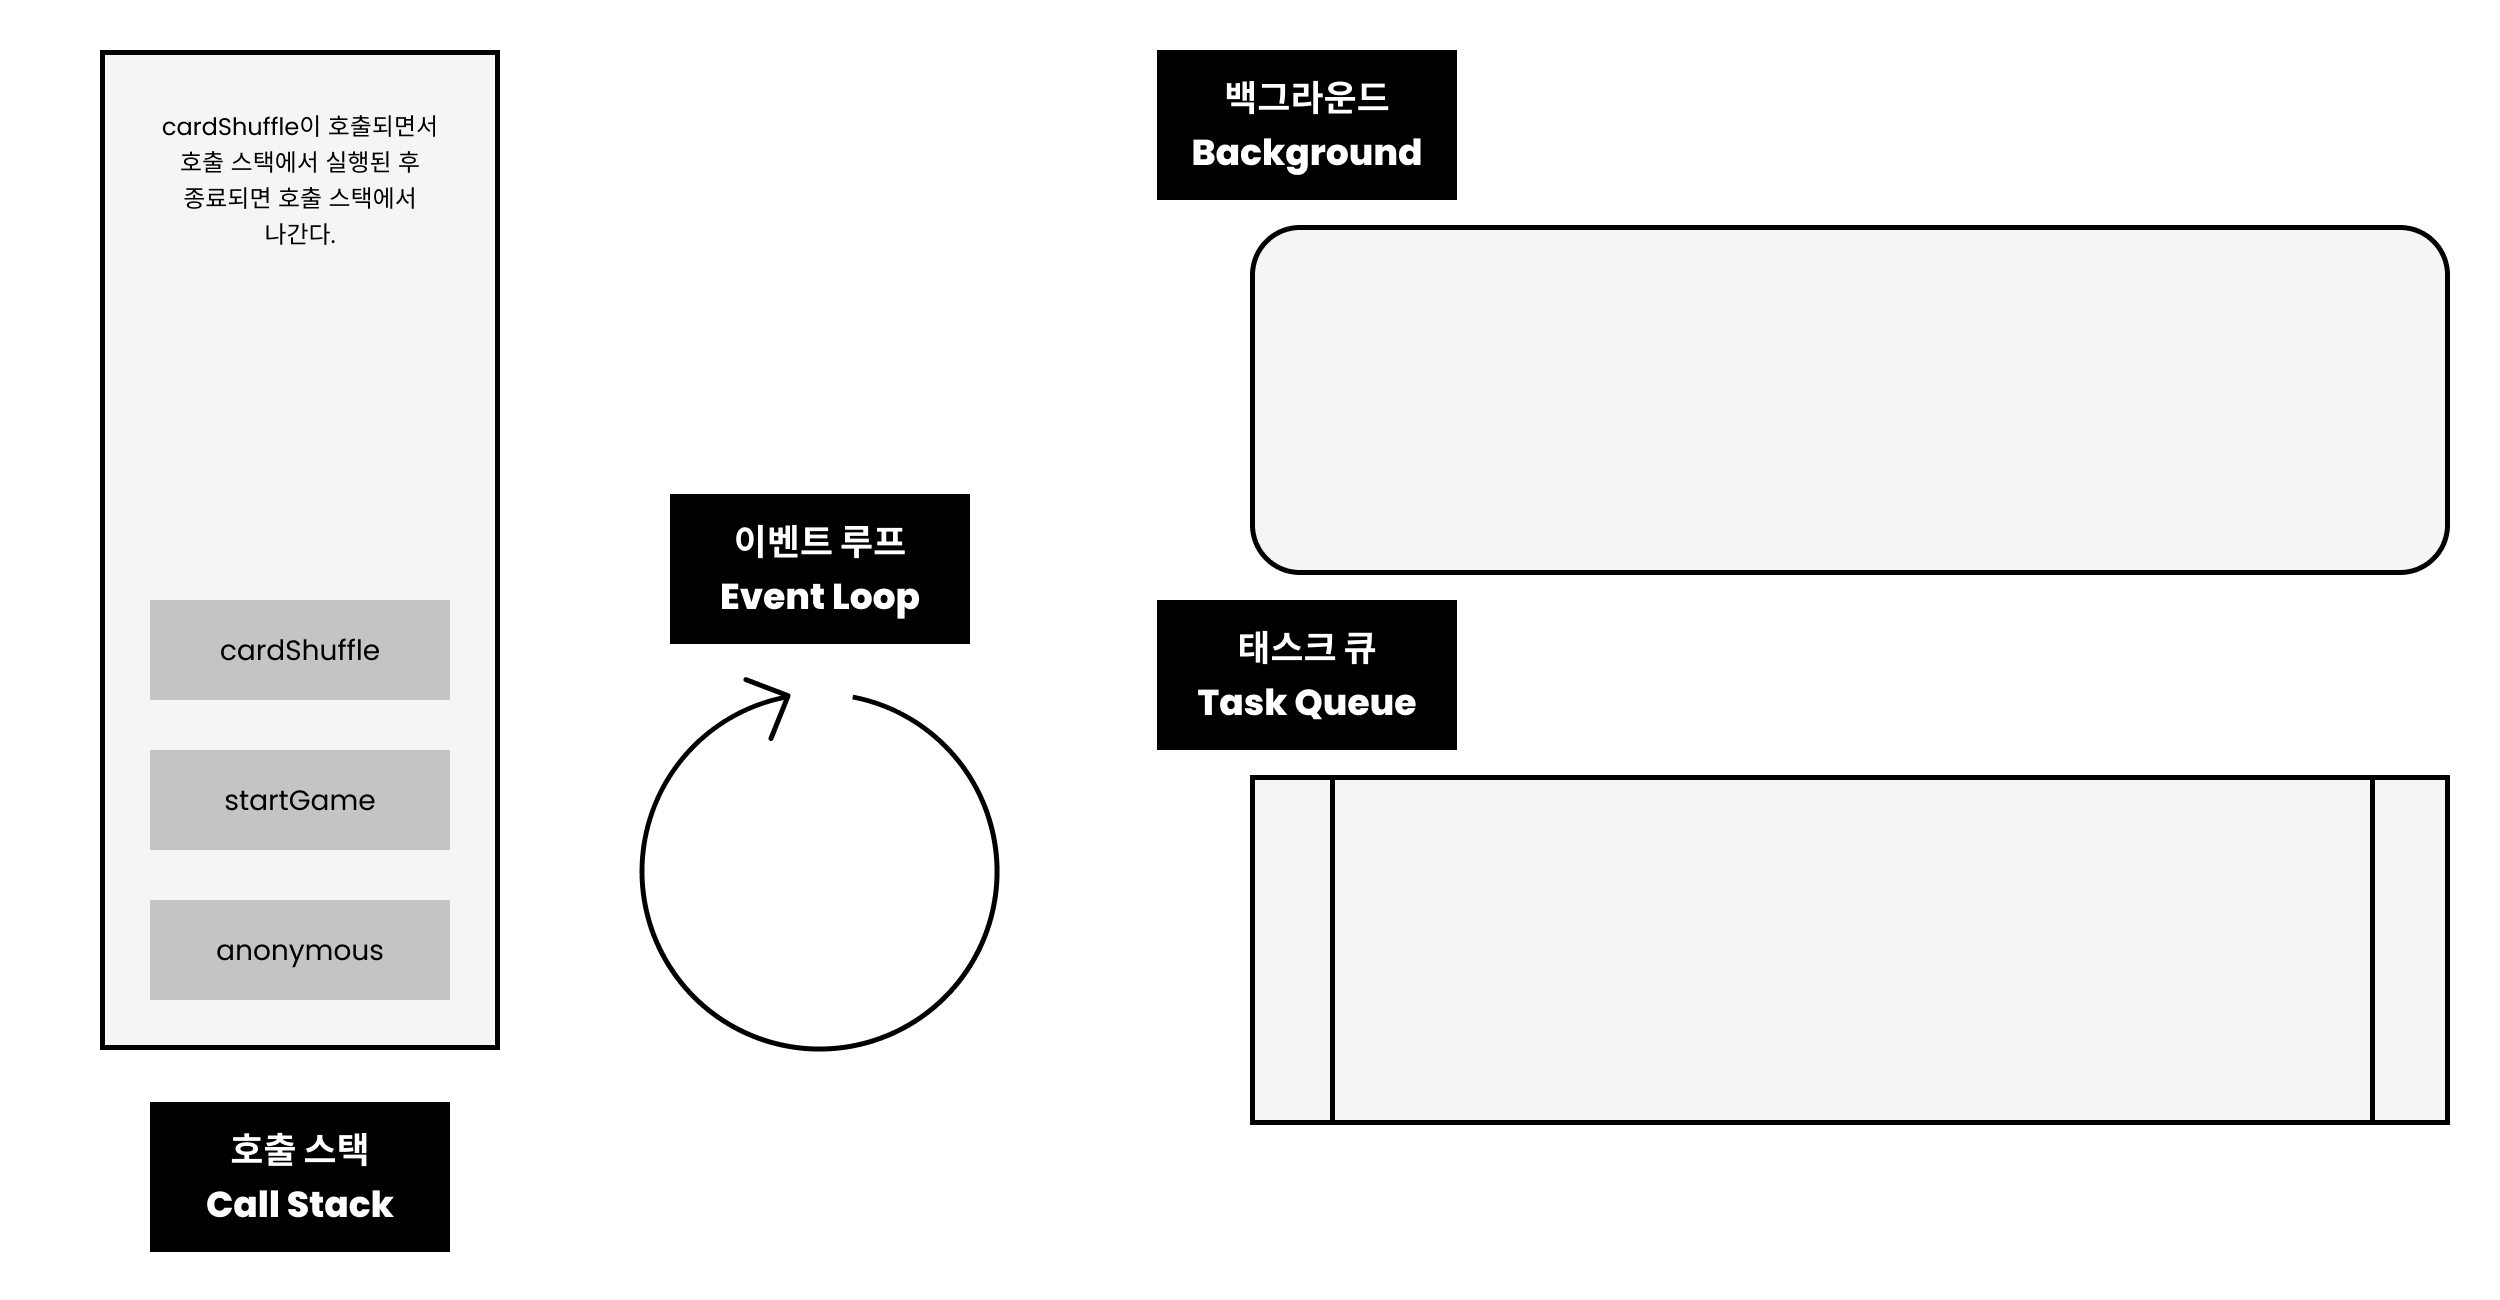 cardShuffle이 호출되면서
호출 스택에서 실행된 후
종료되면 호출 스택에서
나간다.
cardShuffle
startGame
anonymous
호출 스택
Call Stack
이벤트 루프
Event Loop
백그라운드
Background
태스크 큐
Task Queue